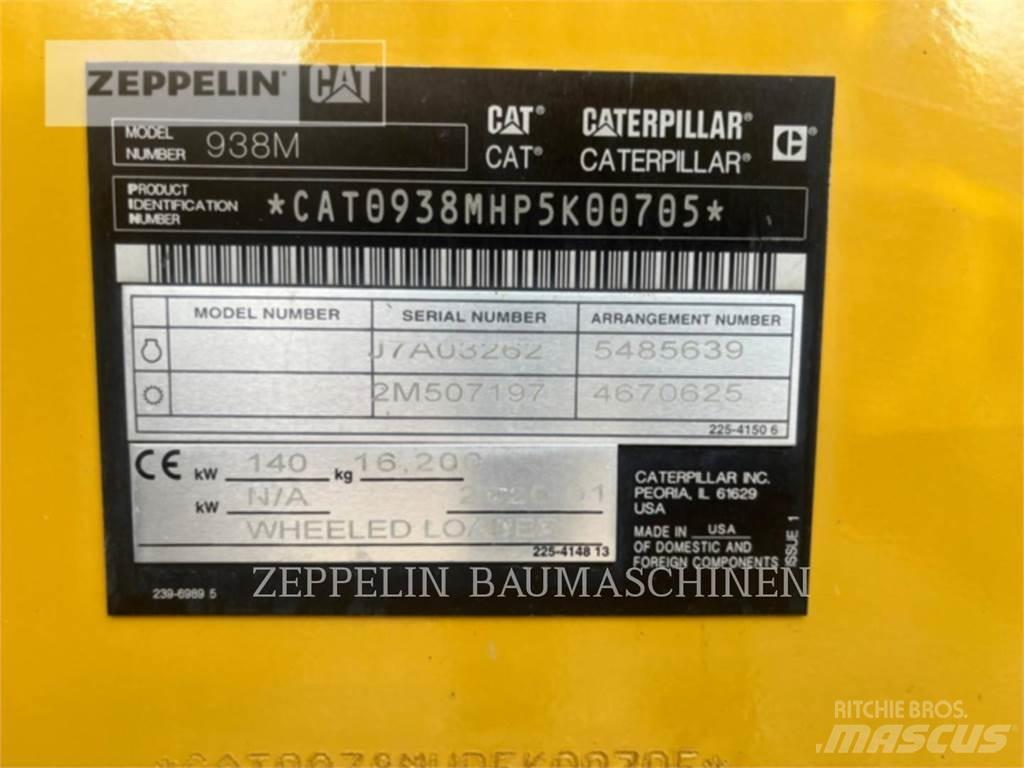 ZEPPELIN® CAT
MODEL NUMBER 938M
CAT® CATERPILLAR®
CAT® CATERPILLAR®
PRODUCT IDENTIFICATION NUMBER *CAT0938MHP5K00705*
MODEL NUMBER SERIAL NUMBER ARRANGEMENT NUMBER
J7A03262 5485639
2M507197 4670625
225-4150 6
CE kW 140 kg 16,200
kW N/A
WHEELED LOADER
225-4148 13
CATERPILLAR INC.
PEORIA, IL 61629
USA
MADE IN USA
OF DOMESTIC AND
FOREIGN COMPONENTS
ISSUE 1
239-6989 5
ZEPPELIN BAUMASCHINEN
*CAT0938MHP5K00705*
RITCHIE BROS.
MASCUS